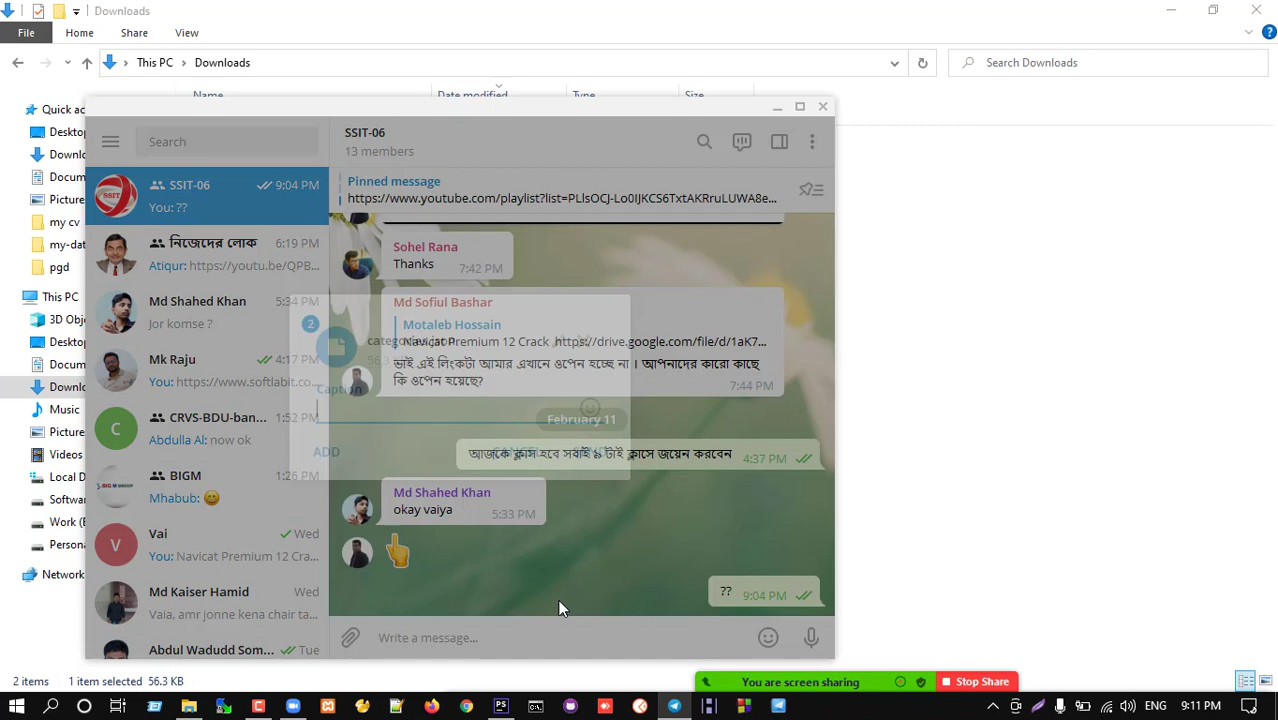 Downloads
File
Home
Share
View
This PC
Downloads
Search Downloads
Name
Date modified
Type
Size
Quick ac
Desktop
Downlo
Docum
Picture
my cv
my-dat
pgd
This PC
3D Obje
Desktop
Docum
Downlo
Music
Picture
Videos
Local D
Softwar
Work (E
Persona
Network
Search
SSIT-06
9:04 PM
You: ??
নিজেদের লোক
6:19 PM
Atiqur: https://youtu.be/QPB...
Md Shahed Khan
5:34 PM
Jor komse ?
Mk Raju
4:17 PM
You: https://www.softlabit.co...
CRVS-BDU-ban...
1:52 PM
Abdulla Al: now ok
BIGM
1:26 PM
Mhabub: 😀
Vai
Wed
You: Navicat Premium 12 Cra...
Md Kaiser Hamid
Wed
Vaia, amr jonne kena chair ta...
Abdul Wadudd Som...
Tue
SSIT-06
13 members
Pinned message
https://www.youtube.com/playlist?list=PLlsOCJ-Lo0IJKCS6TxtAKRruLUWA8e...
Sohel Rana
Thanks
7:42 PM
Md Sofiul Bashar
Motaleb Hossain
Navicat Premium 12 Crack , https://drive.google.com/file/d/1aK7...
ভাই এই লিংকটা আমার এখানে ওপেন হচ্ছে না । আপনাদের কারো কাছে
কি ওপেন হয়েছে?
7:44 PM
2
56.3
Caption
ADD
CANCEL
February 11
আজকে ক্লাস হবে সবাই ৯ টাই ক্লাসে জয়েন করবেন
4:37 PM
Md Shahed Khan
okay vaiya
5:33 PM
??
9:04 PM
Write a message...
2 items
1 item selected 56.3 KB
You are screen sharing
Stop Share
ENG
9:11 PM